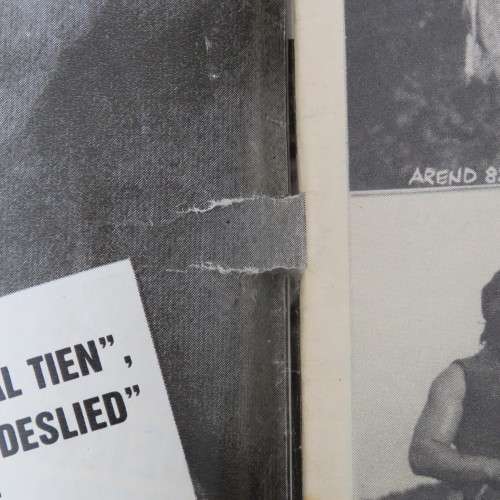 AL TIEN",
DESLIED"
AREND 8